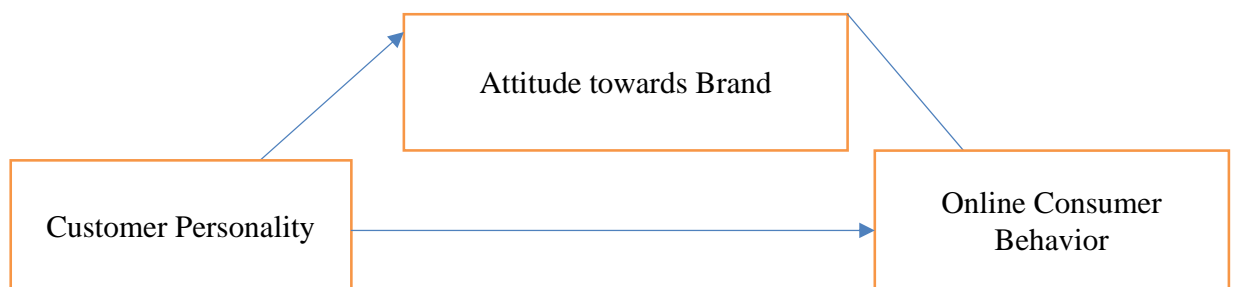 Attitude towards Brand
Customer Personality
Online Consumer
Behavior